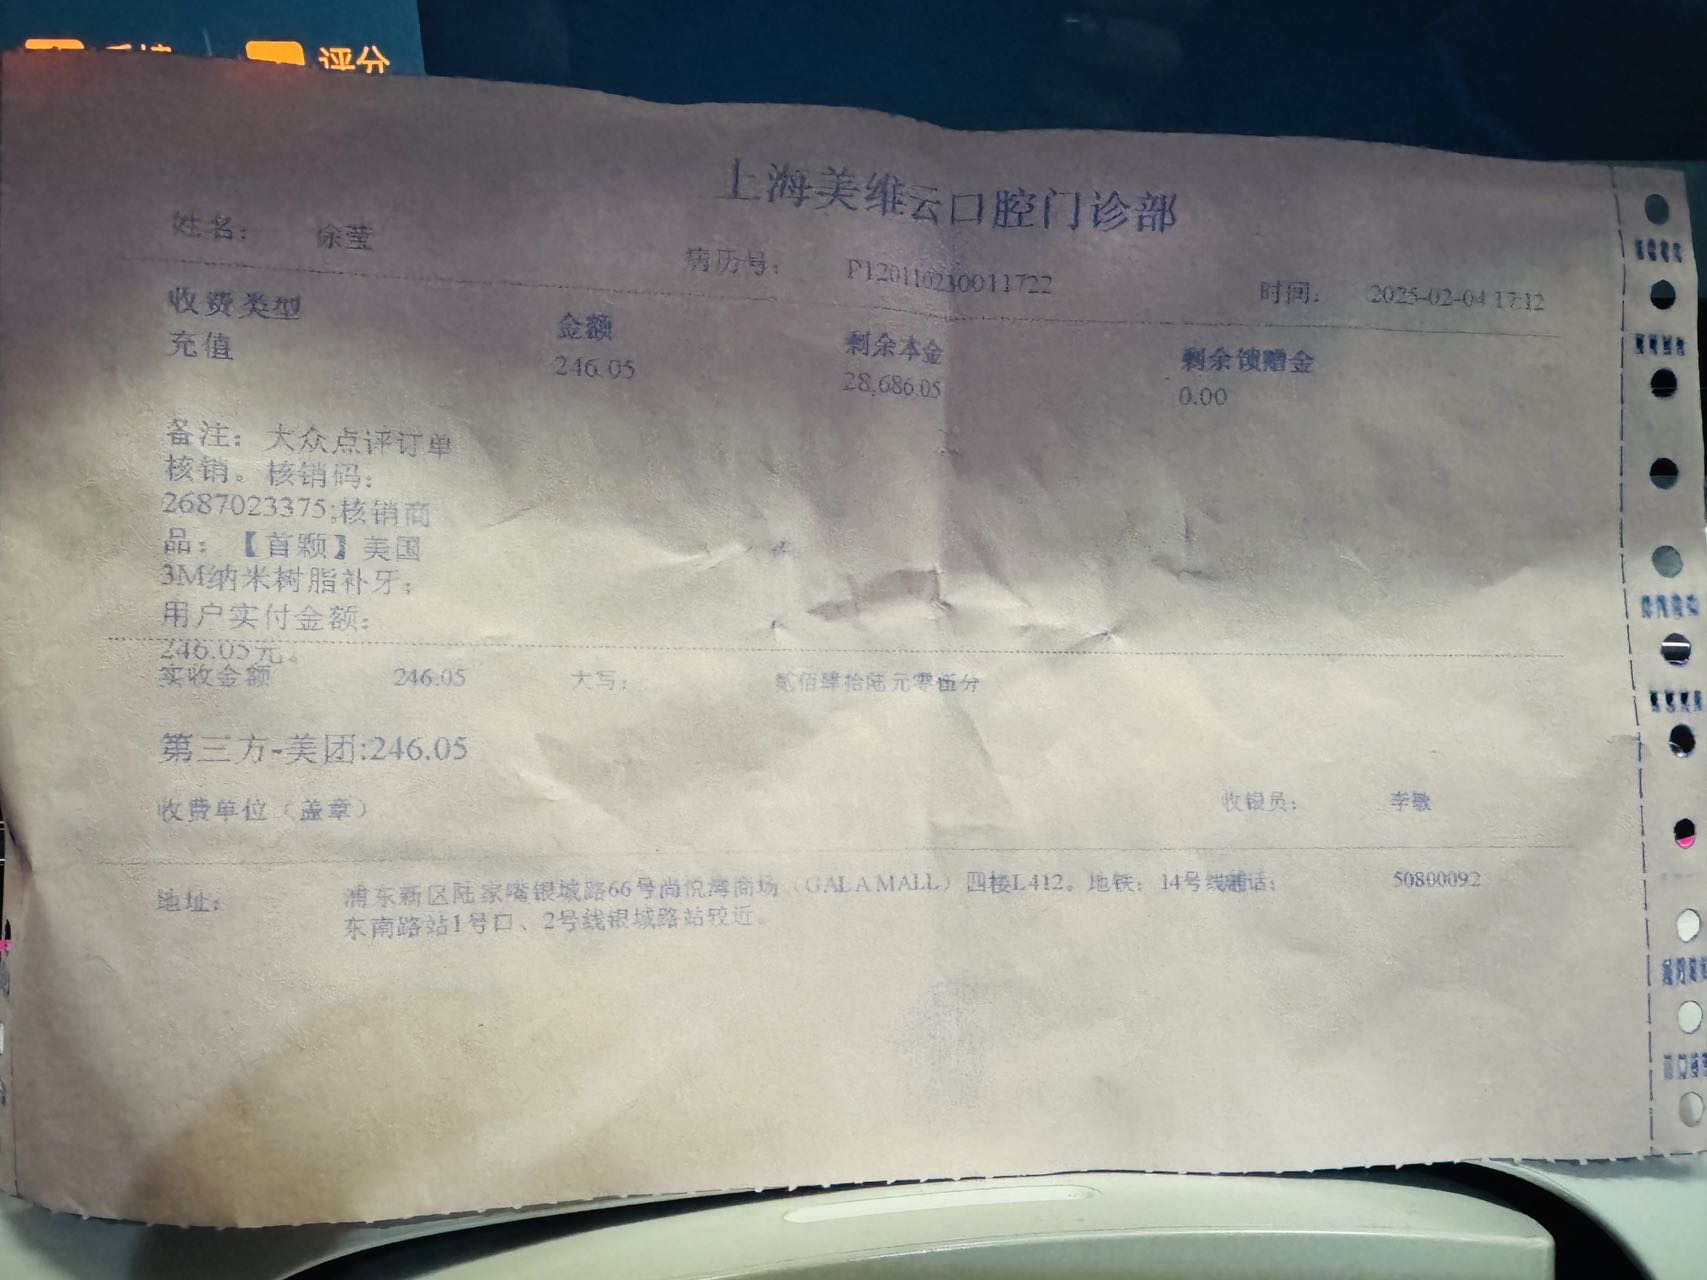 评分
上海美维云口腔门诊部
姓名： 徐莹 病历号： P120110230011722 时间： 2025-02-04 17:12
收费类型 金额 剩余本金 剩余馈赠金
充值 246.05 28,686.05 0.00
备注：大众点评订单
核销。核销码：
2687023375;核销商
品：【首颗】美国
3M纳米树脂补牙；
用户实付金额：
246.05元。
实收金额 246.05 大写： 贰佰肆拾陆元零伍分
第三方-美团:246.05
收费单位（盖章） 收银员： 李敏
地址： 浦东新区陆家嘴银城路66号尚悦湾商场（GALA MALL）四楼L412。地铁：14号线 电话： 50800092
东南路站1号口、2号线银城路站较近。